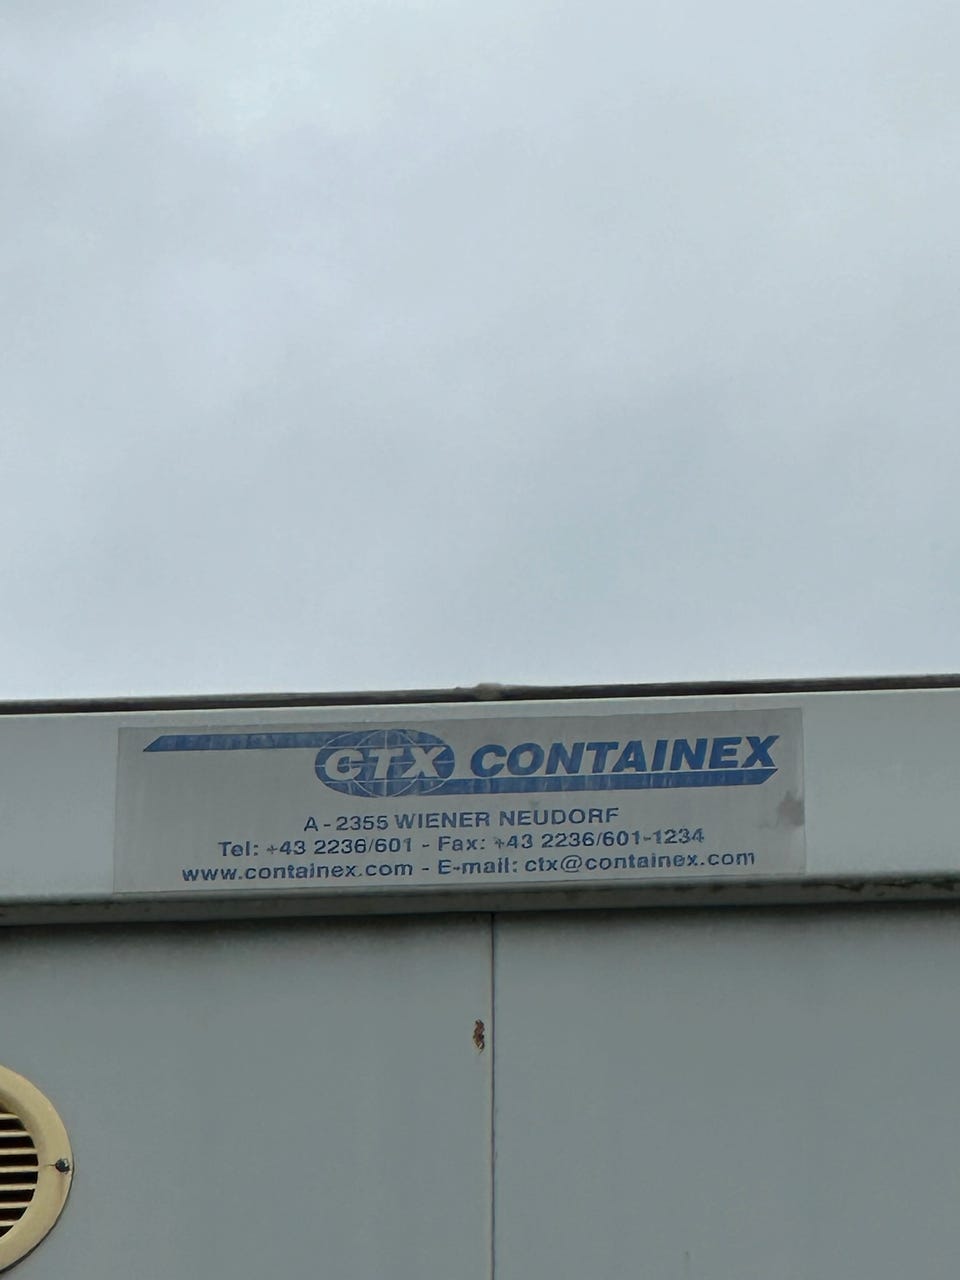 CTX CONTAINEX
A - 2355 WIENER NEUDORF
Tel: +43 2236/601 - Fax: +43 2236/601-1234
www.containex.com - E-mail: ctx@containex.com